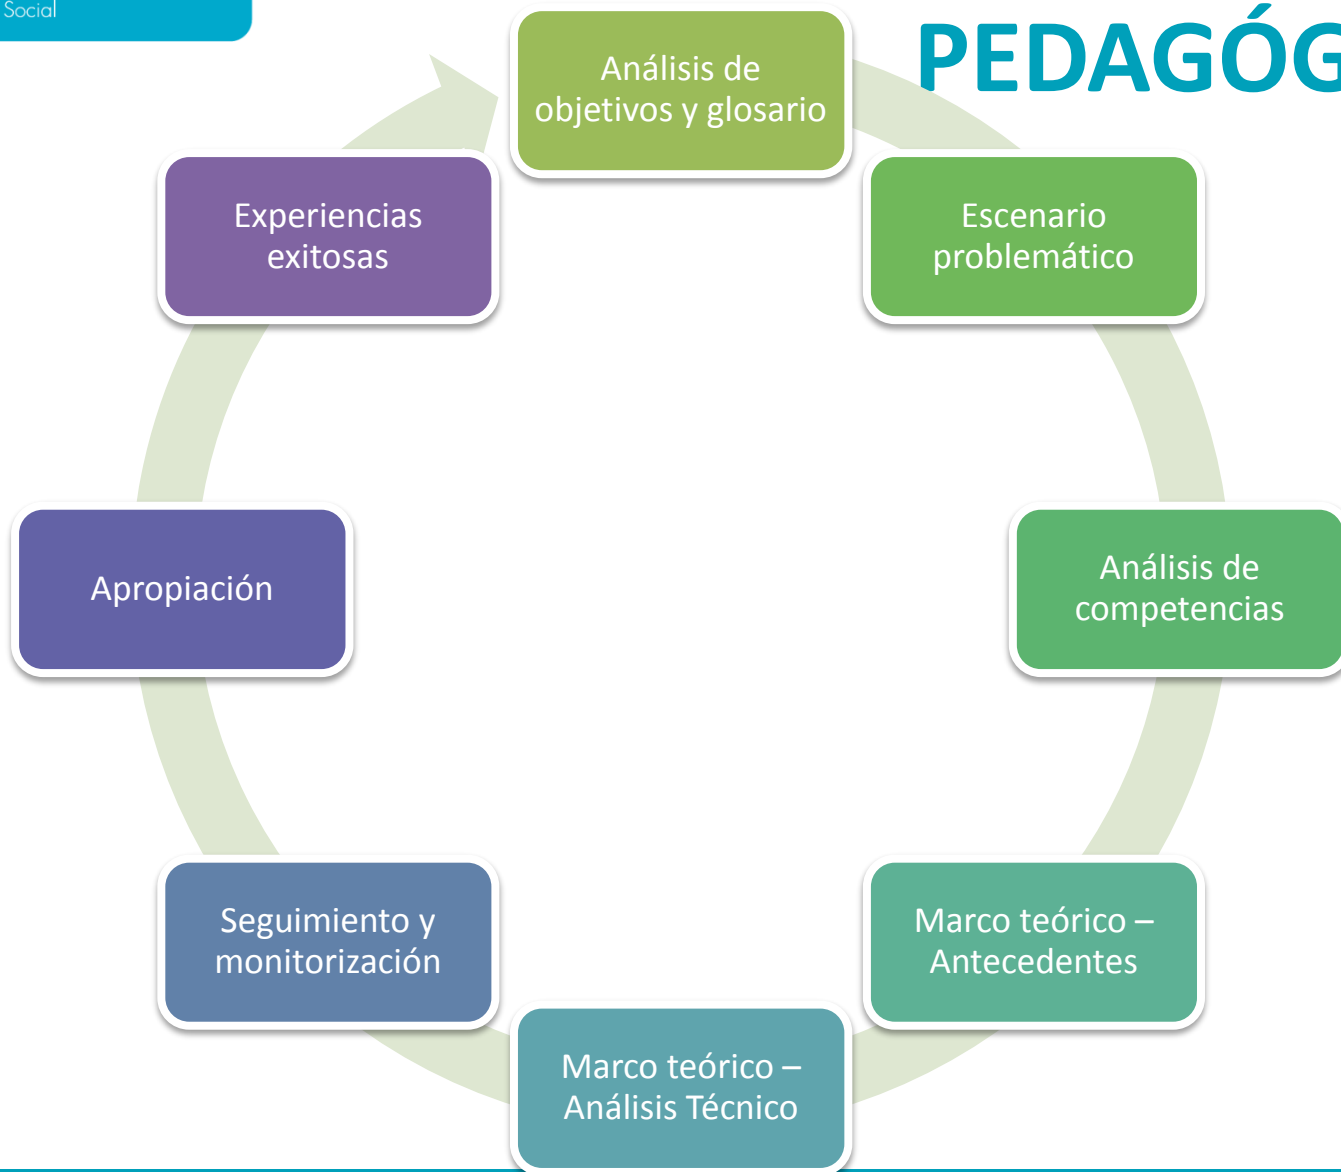 Social
PEDAGÓG
Análisis de
objetivos y glosario
Escenario
problemático
Análisis de
competencias
Marco teórico –
Antecedentes
Marco teórico –
Análisis Técnico
Seguimiento y
monitorización
Apropiación
Experiencias
exitosas